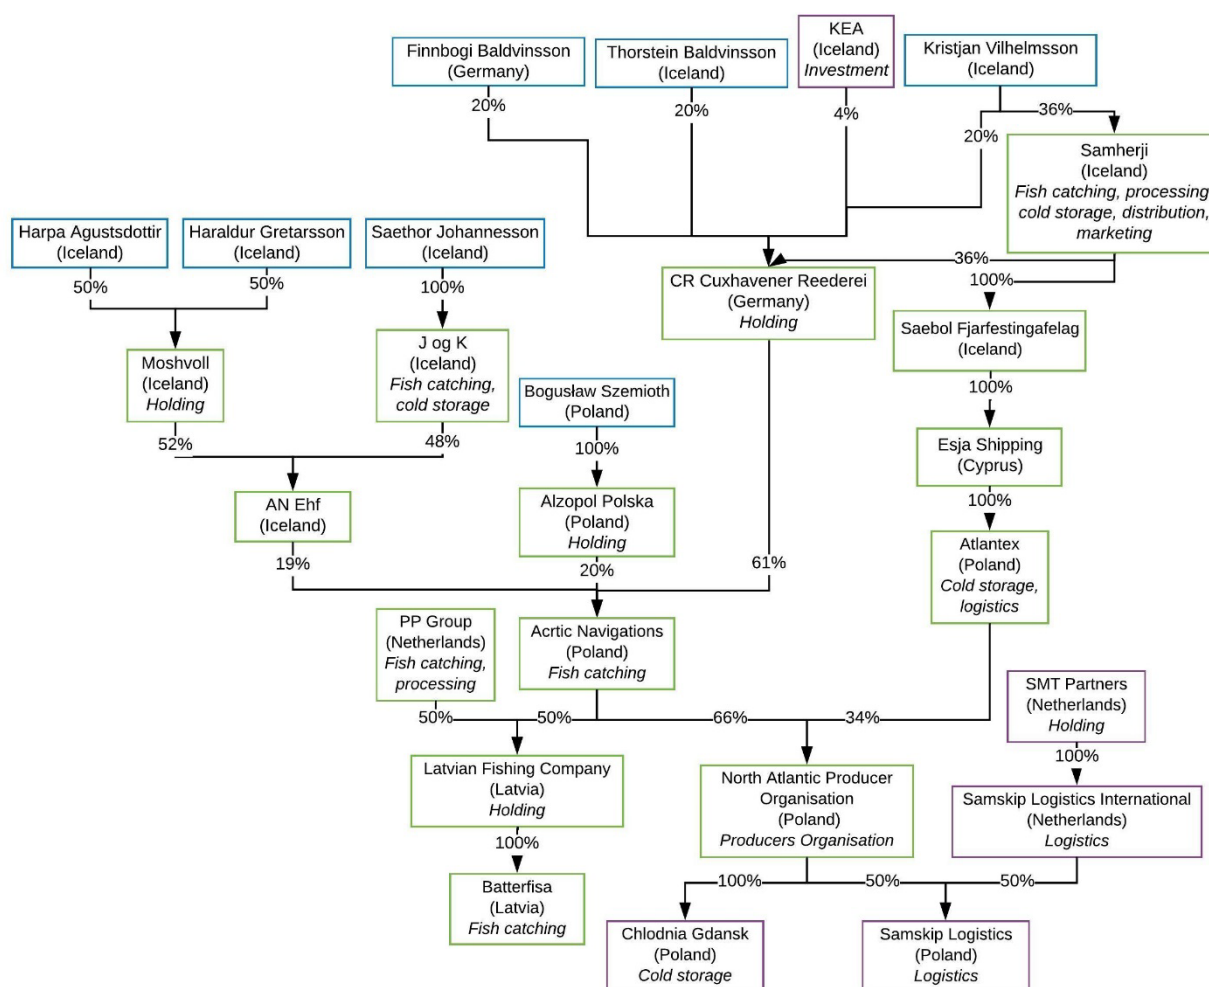 Finnbogi Baldvinsson
(Germany)
Thorstein Baldvinsson
(Iceland)
KEA
(Iceland)
Investment
Kristjan Vilhelmsson
(Iceland)
20%
20%
4%
36%
20%
Samherji
(Iceland)
Fish catching, processing
cold storage, distribution,
marketing
Harpa Agustsdottir
(Iceland)
Haraldur Gretarsson
(Iceland)
Saethor Johannesson
(Iceland)
50%
50%
100%
36%
100%
CR Cuxhavener Reederei
(Germany)
Holding
Saebol Fjarfestingafelag
(Iceland)
Moshvoll
(Iceland)
Holding
J og K
(Iceland)
Fish catching,
cold storage
Bogusław Szemioth
(Poland)
100%
52%
48%
100%
Esja Shipping
(Cyprus)
AN Ehf
(Iceland)
Alzopol Polska
(Poland)
Holding
100%
Atlantex
(Poland)
Cold storage,
logistics
19%
20%
61%
PP Group
(Netherlands)
Fish catching,
processing
Acrtic Navigations
(Poland)
Fish catching
SMT Partners
(Netherlands)
Holding
50%
50%
66%
34%
100%
Latvian Fishing Company
(Latvia)
Holding
North Atlantic Producer
Organisation
(Poland)
Producers Organisation
Samskip Logistics International
(Netherlands)
Logistics
100%
100%
50%
50%
Batterfisa
(Latvia)
Fish catching
Chlodnia Gdansk
(Poland)
Cold storage
Samskip Logistics
(Poland)
Logistics